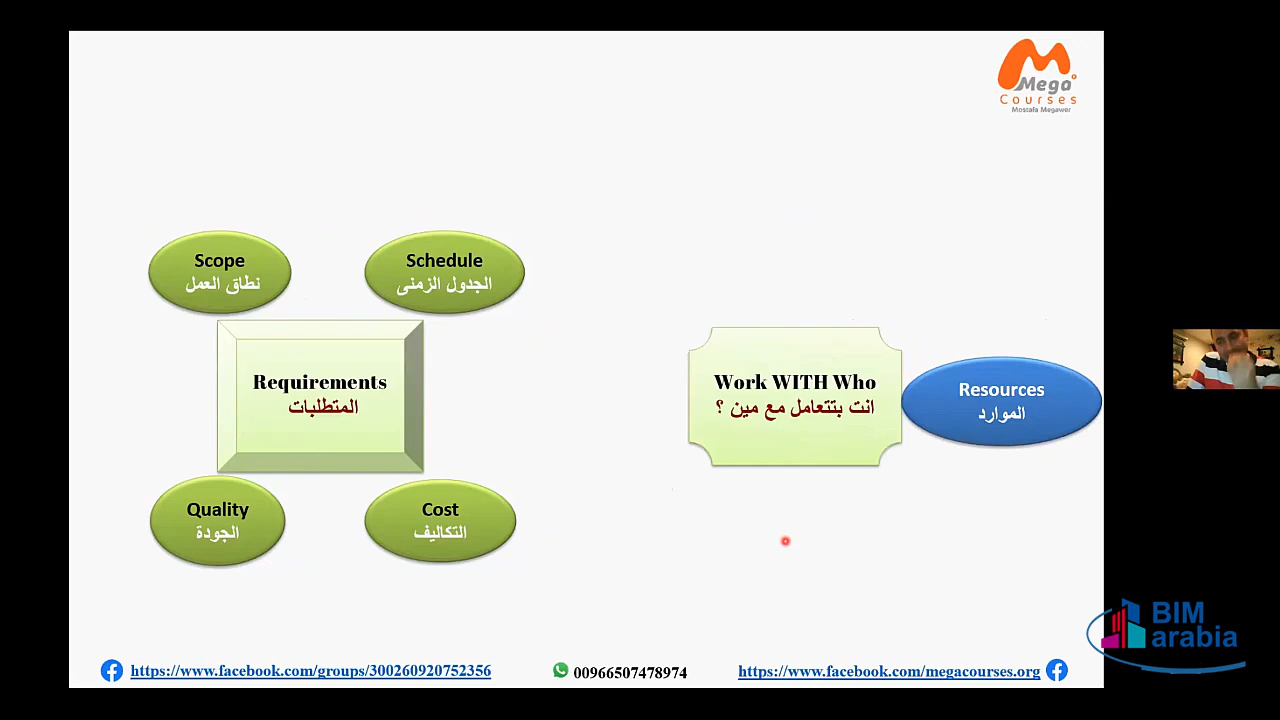 Mega
Courses
Mostafa Megawer
Scope
نطاق العمل
Schedule
الجدول الزمنى
Requirements
المتطلبات
Work WITH Who
انت بتتعامل مع مين ؟
Resources
الموارد
Quality
الجودة
Cost
التكاليف
BIM
arabia
https://www.facebook.com/groups/300260920752356
00966507478974
https://www.facebook.com/megacourses.org